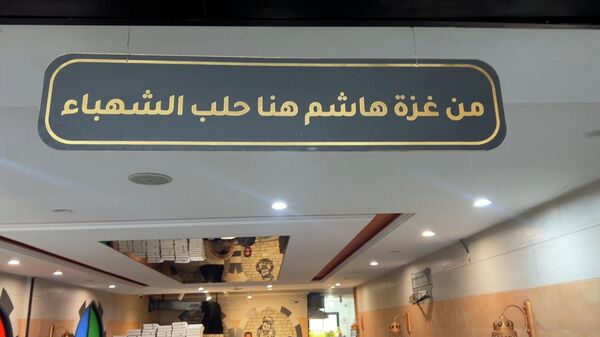 من غزة هاشم هنا حلب الشهباء